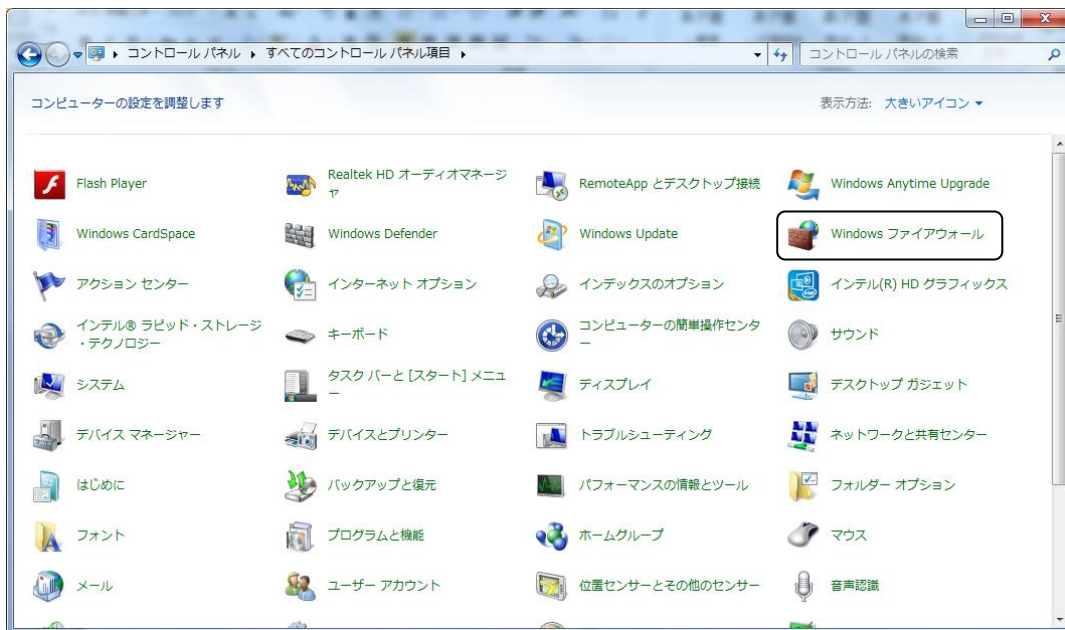 コントロール パネル ▸ すべてのコントロール パネル項目 ▸ コントロール パネルの検索
コンピューターの設定を調整します 表示方法: 大きいアイコン
Flash Player
Realtek HD オーディオマネージ
ャ
RemoteApp とデスクトップ接続
Windows Anytime Upgrade
Windows CardSpace
Windows Defender
Windows Update
Windows ファイアウォール
アクション センター
インターネット オプション
インデックスのオプション
インテル(R) HD グラフィックス
インテル® ラピッド・ストレージ
・テクノロジー
キーボード
コンピューターの簡単操作センタ
ー
サウンド
システム
タスク バーと [スタート] メニュ
ー
ディスプレイ
デスクトップ ガジェット
デバイス マネージャー
デバイスとプリンター
トラブルシューティング
ネットワークと共有センター
はじめに
バックアップと復元
パフォーマンスの情報とツール
フォルダー オプション
フォント
プログラムと機能
ホームグループ
マウス
メール
ユーザー アカウント
位置センサーとその他のセンサー
音声認識